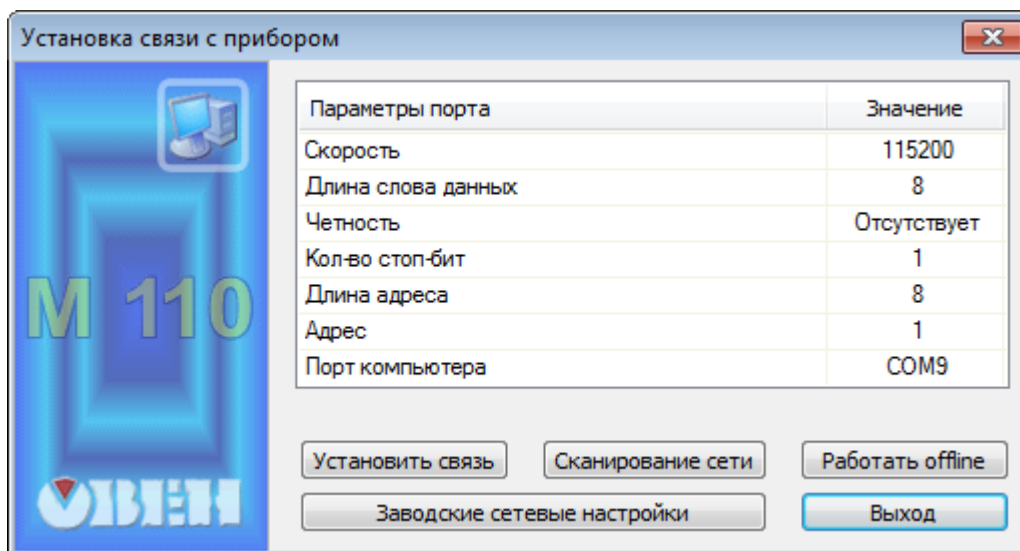 Установка связи с прибором
Параметры порта Значение
Скорость 115200
Длина слова данных 8
Четность Отсутствует
Кол-во стоп-бит 1
Длина адреса 8
Адрес 1
Порт компьютера COM9
М 110
ОВЕН
Установить связь Сканирование сети Работать offline
Заводские сетевые настройки Выход